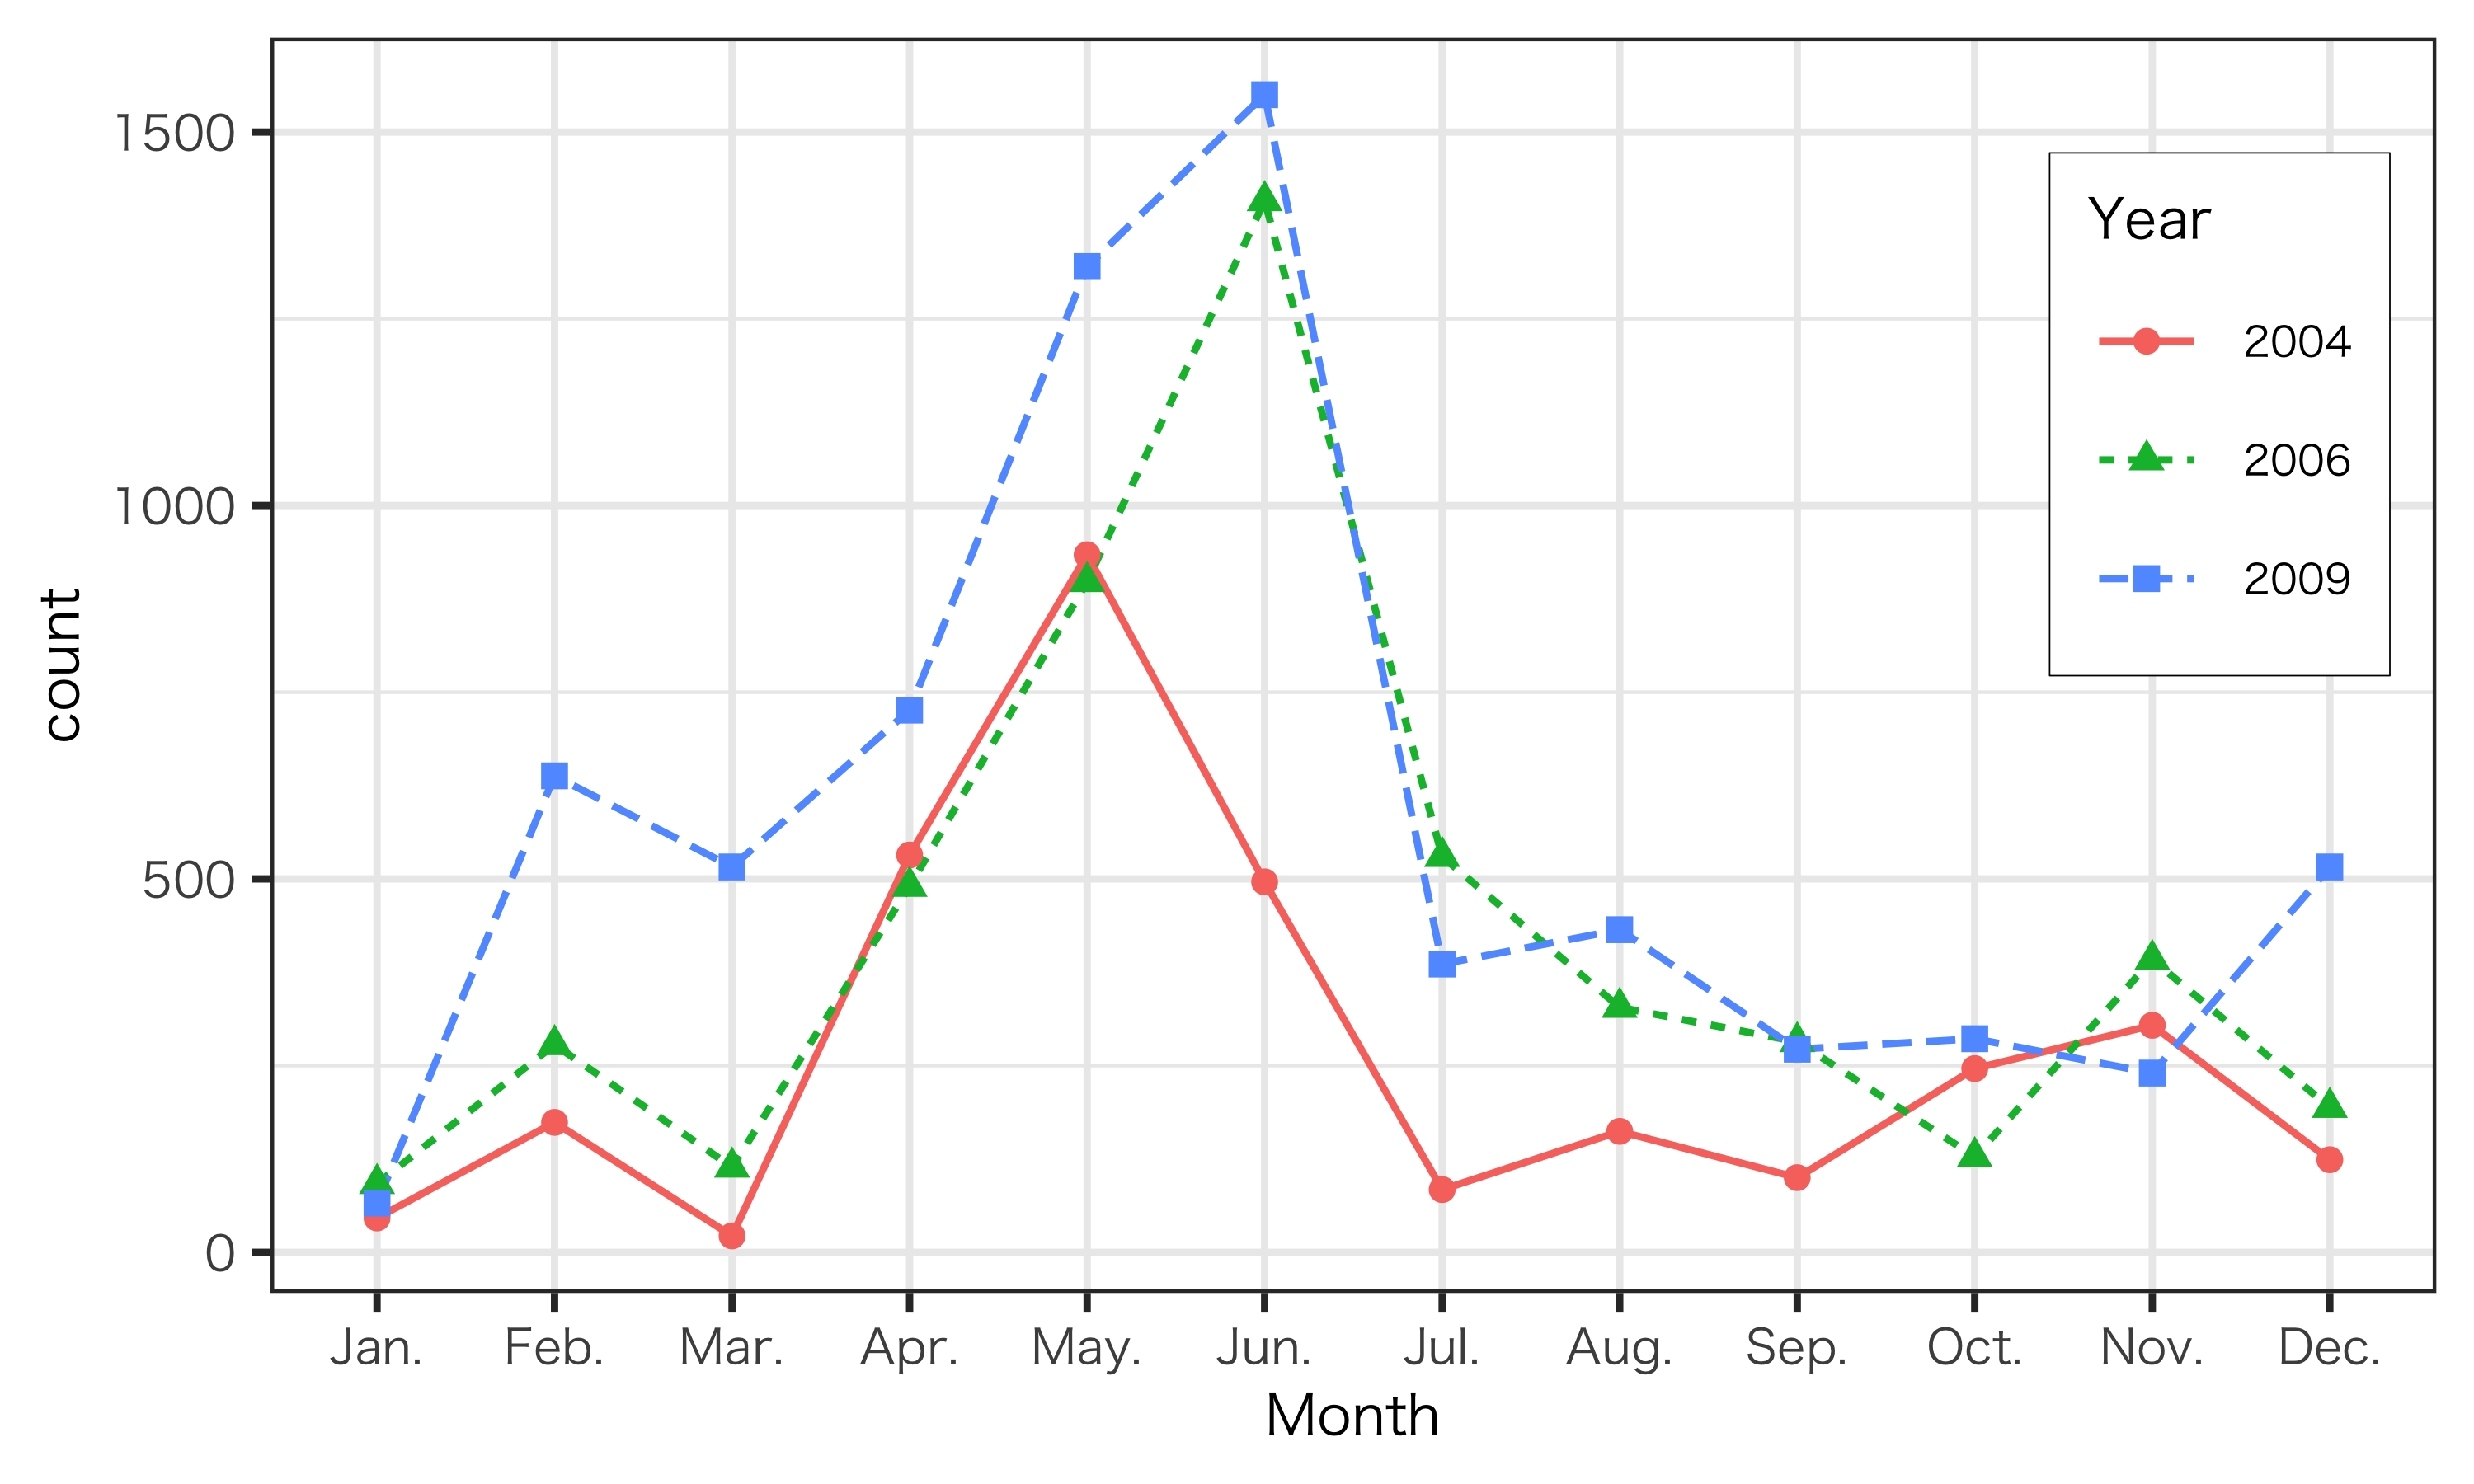 1500
1000
500
0
count
Jan. Feb. Mar. Apr. May. Jun. Jul. Aug. Sep. Oct. Nov. Dec.
Month
Year
2004
2006
2009